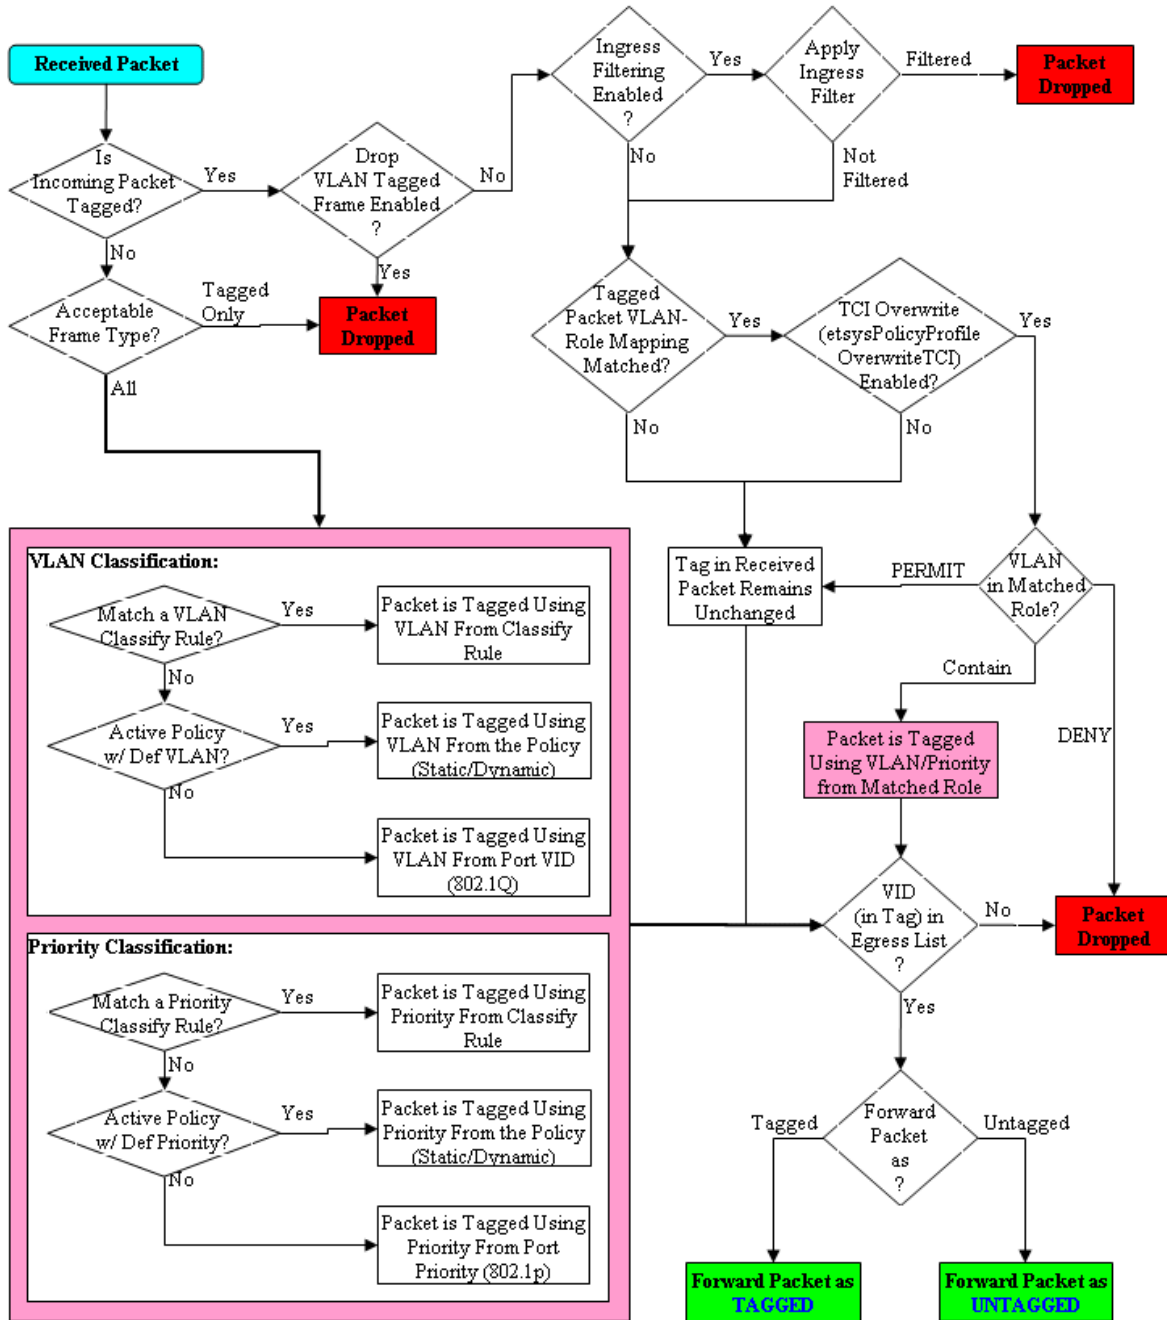 Received Packet
Ingress
Filtering
Enabled
?
Yes
Apply
Ingress
Filter
Filtered
Packet
Dropped
No
Not
Filtered
Is
Incoming Packet
Tagged?
Yes
Drop
VLAN Tagged
Frame Enabled
?
No
No
Yes
Acceptable
Frame Type?
Tagged
Only
Packet
Dropped
All
Tagged
Packet VLAN-
Role Mapping
Matched?
Yes
TCI Overwrite
(etsysPolicyProfile
OverwriteTCI)
Enabled?
Yes
No
No
Tag in Received
Packet Remains
Unchanged
PERMIT
VLAN
in Matched
Role?
Contain
DENY
Packet is Tagged
Using VLAN/Priority
from Matched Role
VLAN Classification:
Match a VLAN
Classify Rule?
Yes
Packet is Tagged Using
VLAN From Classify
Rule
No
Active Policy
w/ Def VLAN?
Yes
Packet is Tagged Using
VLAN From the Policy
(Static/Dynamic)
No
Packet is Tagged Using
VLAN From Port VID
(802.1Q)
VID
(in Tag) in
Egress List
?
No
Packet
Dropped
Yes
Priority Classification:
Match a Priority
Classify Rule?
Yes
Packet is Tagged Using
Priority From Classify
Rule
No
Active Policy
w/ Def Priority?
Yes
Packet is Tagged Using
Priority From the Policy
(Static/Dynamic)
No
Packet is Tagged Using
Priority From Port
Priority (802.1p)
Tagged
Forward
Packet
as
?
Untagged
Forward Packet as
TAGGED
Forward Packet as
UNTAGGED